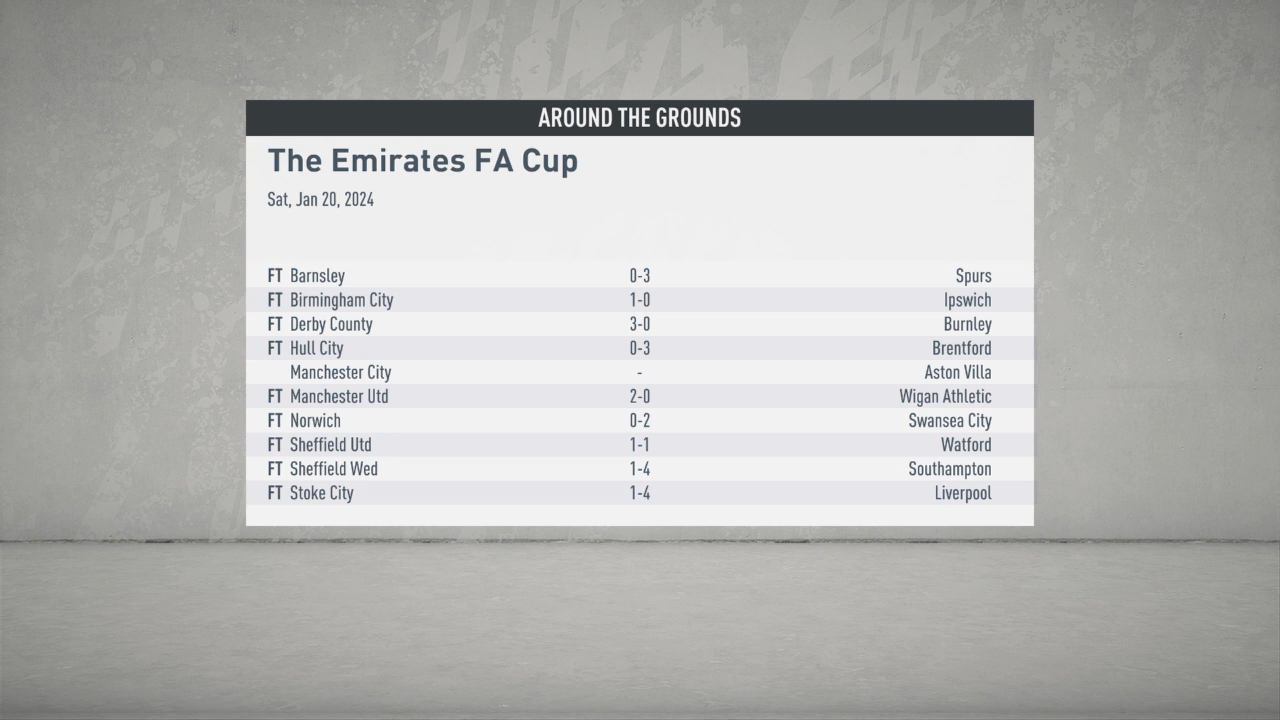 AROUND THE GROUNDS
The Emirates FA Cup
Sat, Jan 20, 2024
FT Barnsley 0-3 Spurs
FT Birmingham City 1-0 Ipswich
FT Derby County 3-0 Burnley
FT Hull City 0-3 Brentford
Manchester City - Aston Villa
FT Manchester Utd 2-0 Wigan Athletic
FT Norwich 0-2 Swansea City
FT Sheffield Utd 1-1 Watford
FT Sheffield Wed 1-4 Southampton
FT Stoke City 1-4 Liverpool